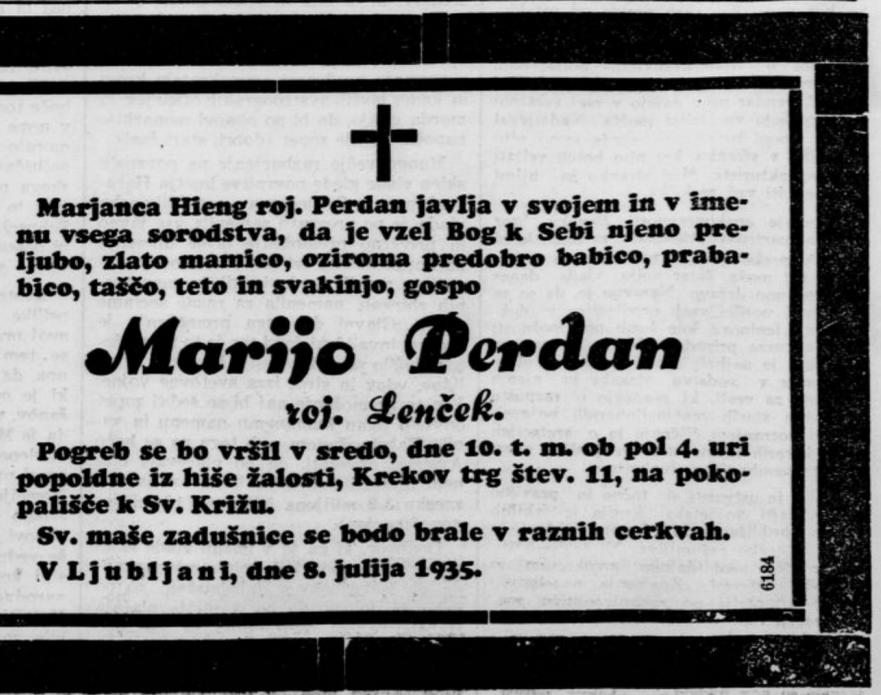 Marjanca Hieng roj. Perdan javlja v svojem in v ime-
nu vsega sorodstva, da je vzel Bog k Sebi njeno pre-
ljubo, zlato mamico, oziroma predobro babico, praba-
bico, taščo, teto in svakinjo, gospo
Marijo Perdan
roj. Lenček.
Pogreb se bo vršil v sredo, dne 10. t. m. ob pol 4. uri
popoldne iz hiše žalosti, Krekov trg štev. 11, na poko-
pališče k Sv. Križu.
Sv. maše zadušnice se bodo brale v raznih cerkvah.
V Ljubljani, dne 8. julija 1935.
6184